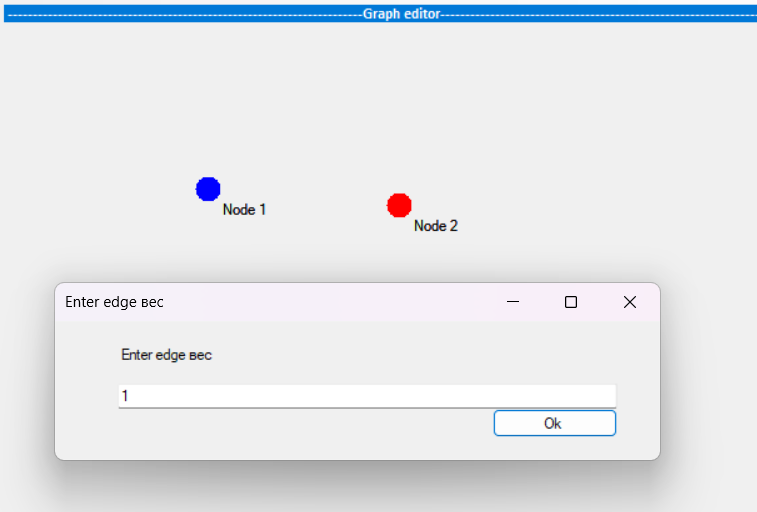 Graph editor
Node 1
Node 2
Enter edge вес
Enter edge вес
1
Ok